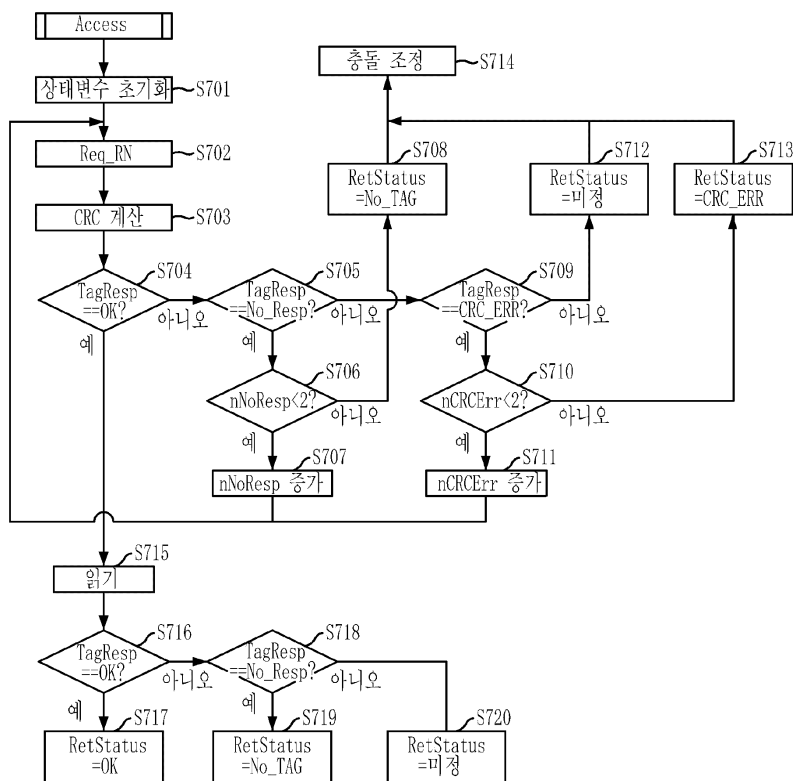 Access
충돌 조정
S714
상태변수 초기화
S701
Req_RN
S702
S708
S712
S713
RetStatus
=No_TAG
RetStatus
=미정
RetStatus
=CRC_ERR
CRC 계산
S703
S704
S705
S709
TagResp
==OK?
아니오
예
TagResp
==No_Resp?
아니오
예
TagResp
==CRC_ERR?
아니오
예
S706
S710
nNoResp<2?
아니오
예
nCRCErr<2?
아니오
예
S707
S711
nNoResp 증가
nCRCErr 증가
S715
읽기
S716
S718
TagResp
==OK?
아니오
예
TagResp
==No_Resp?
아니오
예
S717
S719
S720
RetStatus
=OK
RetStatus
=No_TAG
RetStatus
=미정